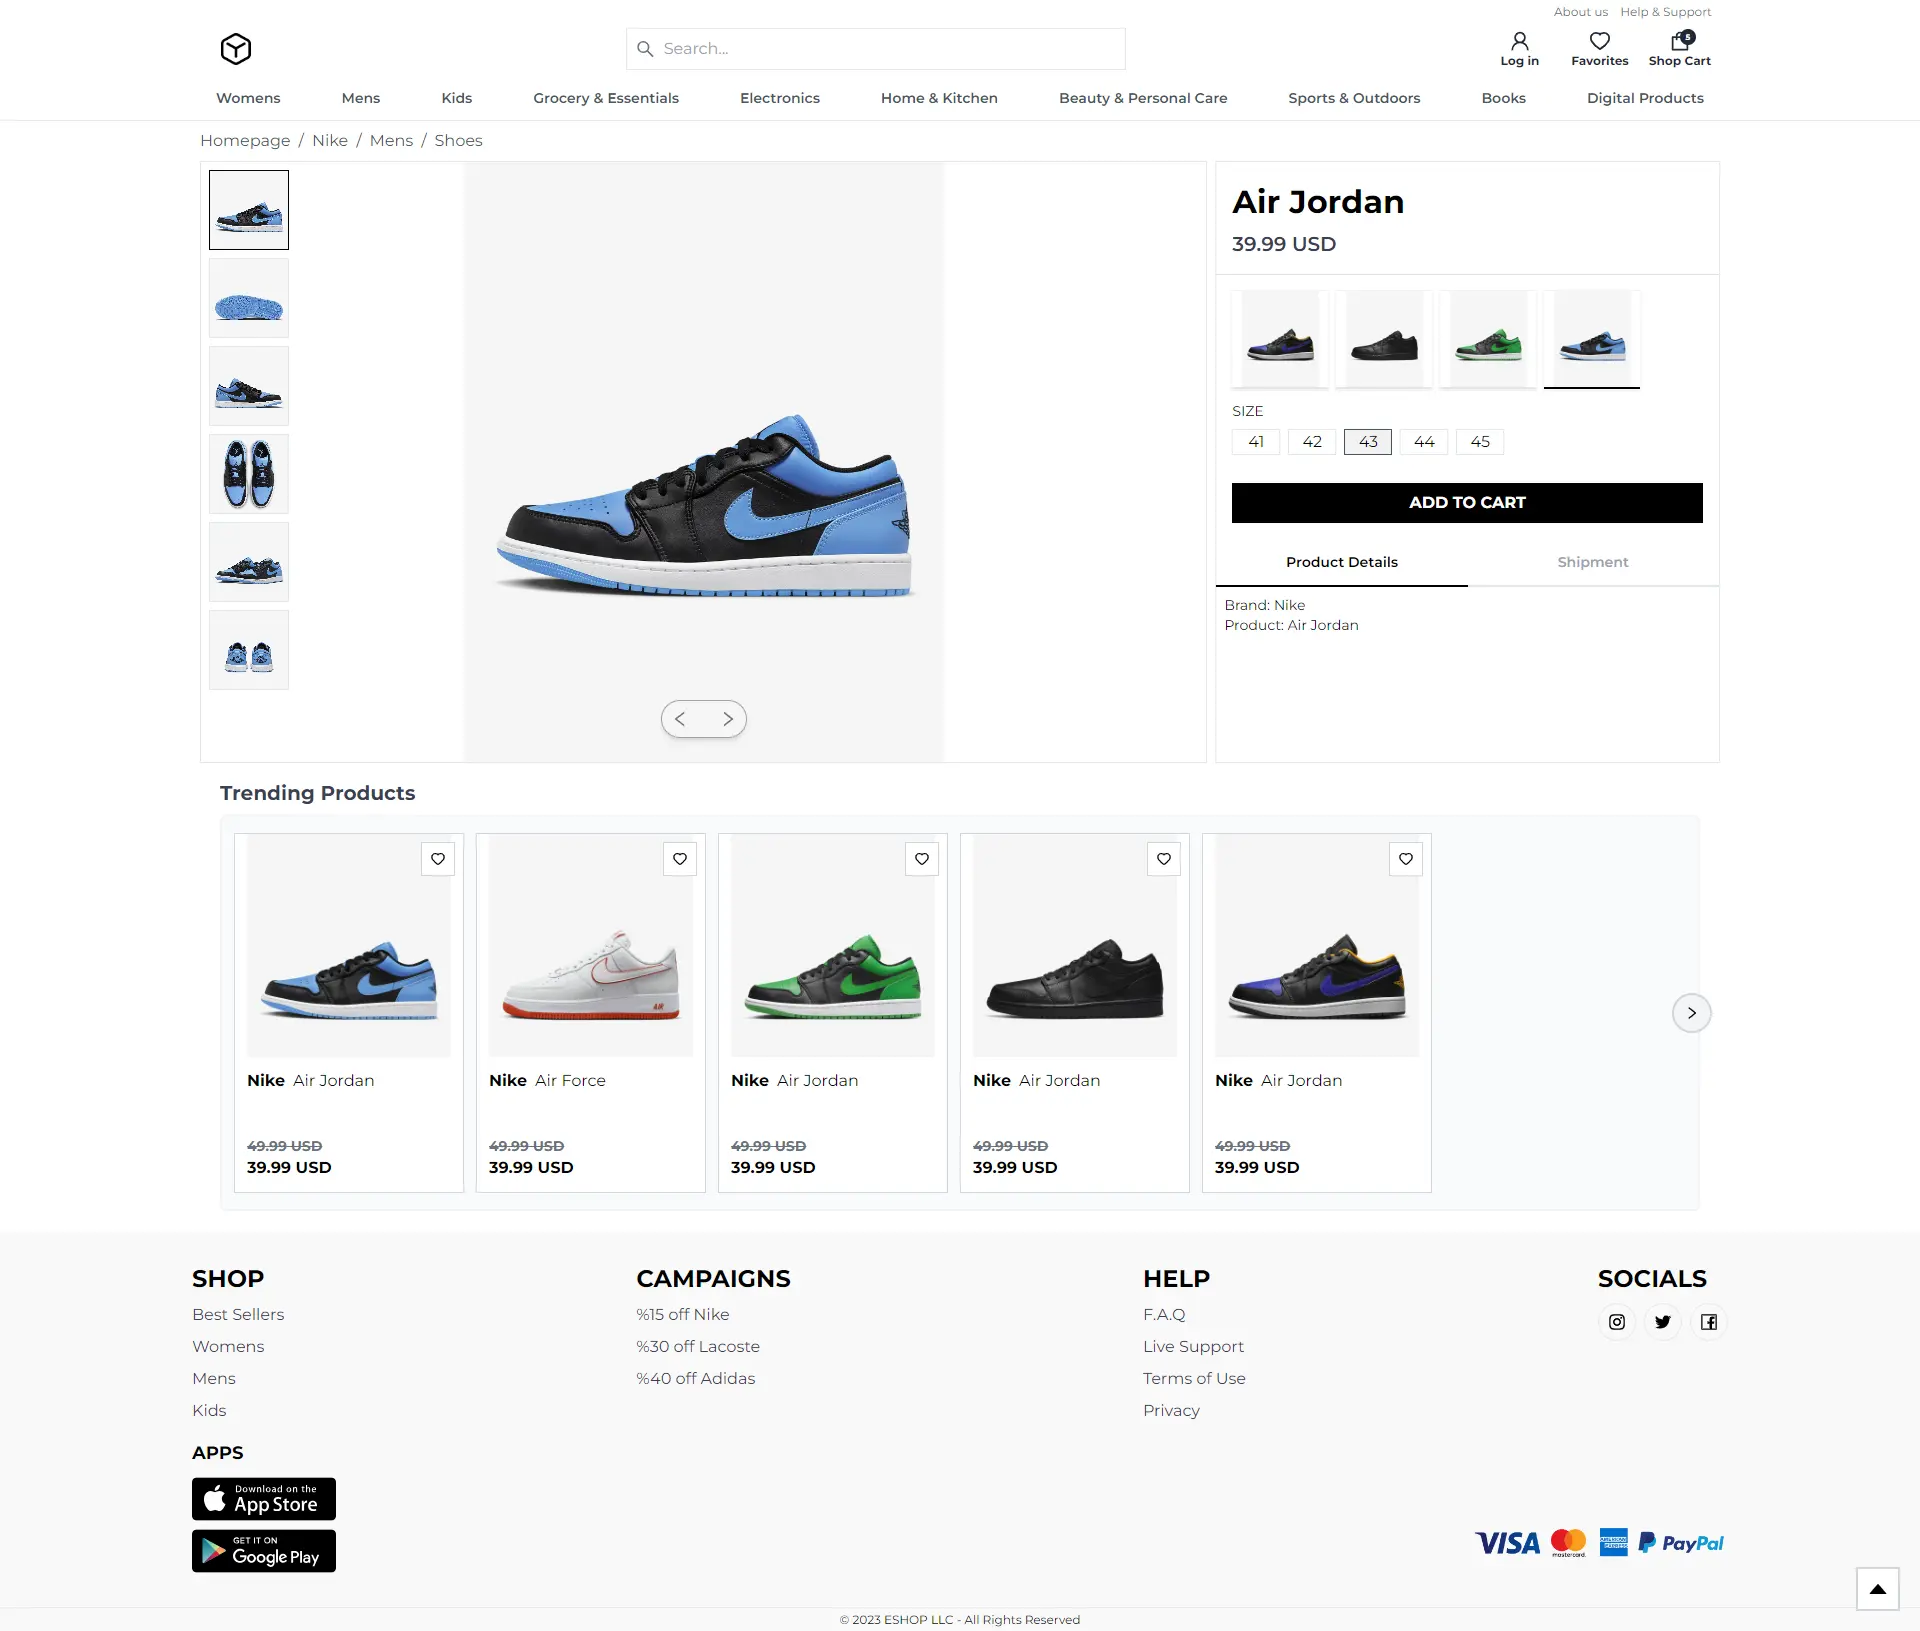 About us Help & Support
Search...
5
Log in Favorites Shop Cart
Womens Mens Kids Grocery & Essentials Electronics Home & Kitchen Beauty & Personal Care Sports & Outdoors Books Digital Products
Homepage / Nike / Mens / Shoes
Air Jordan
39.99 USD
SIZE
41 42 43 44 45
ADD TO CART
Product Details Shipment
Brand: Nike
Product: Air Jordan
Trending Products
AIR
Nike Air Jordan
49.99 USD
39.99 USD
Nike Air Force
49.99 USD
39.99 USD
Nike Air Jordan
49.99 USD
39.99 USD
Nike Air Jordan
49.99 USD
39.99 USD
Nike Air Jordan
49.99 USD
39.99 USD
SHOP
Best Sellers
Womens
Mens
Kids
CAMPAIGNS
%15 off Nike
%30 off Lacoste
%40 off Adidas
HELP
F.A.Q
Live Support
Terms of Use
Privacy
SOCIALS
APPS
Download on the
App Store
GET IT ON
Google Play
VISA
mastercard
AMERICAN
EXPRESS
PayPal
© 2023 ESHOP LLC - All Rights Reserved